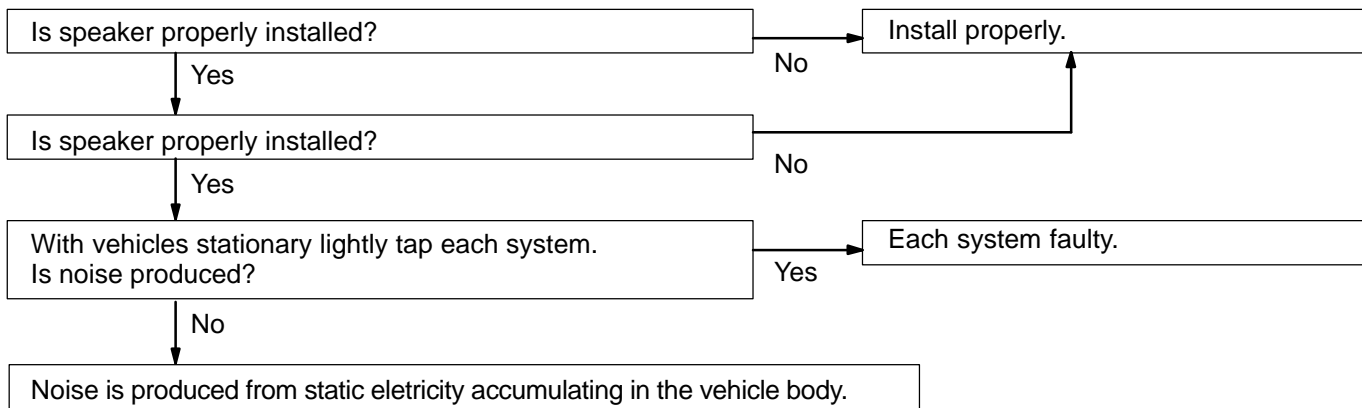 Is speaker properly installed?
Install properly.
No
Yes
Is speaker properly installed?
No
Yes
With vehicles stationary lightly tap each system.
Is noise produced?
Each system faulty.
Yes
No
Noise is produced from static eletricity accumulating in the vehicle body.